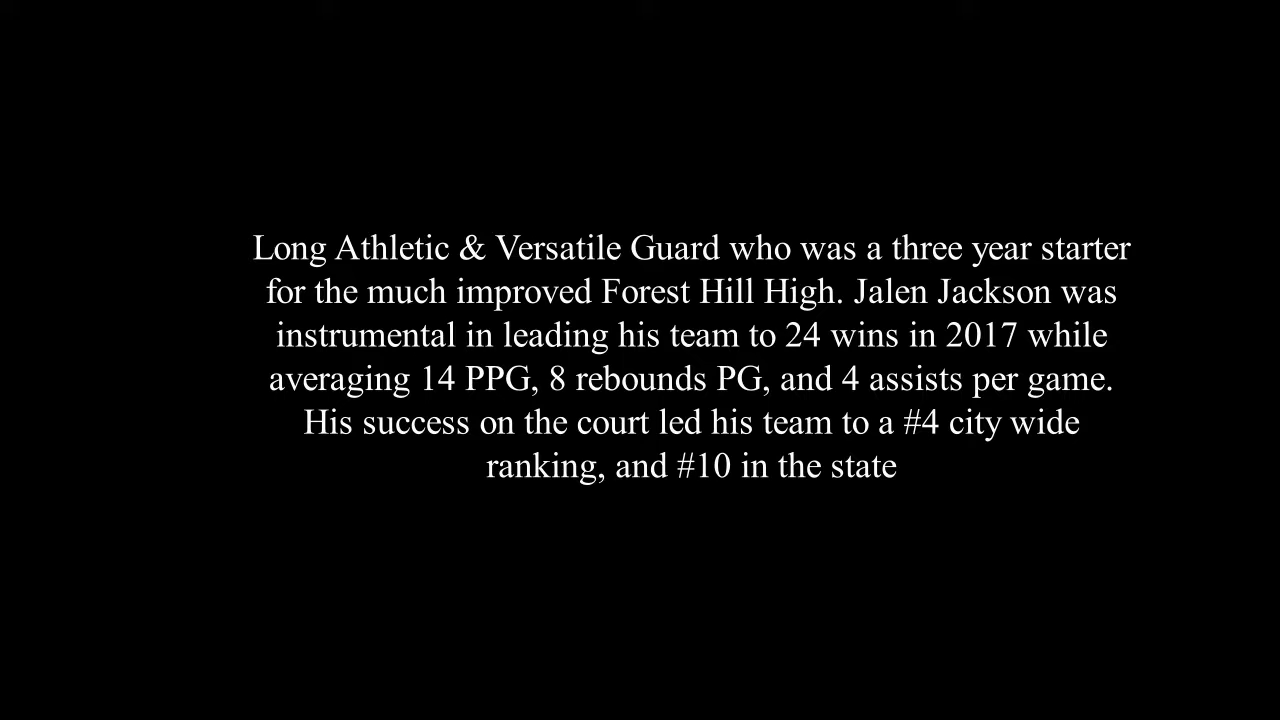 Long Athletic & Versatile Guard who was a three year starter
for the much improved Forest Hill High. Jalen Jackson was
instrumental in leading his team to 24 wins in 2017 while
averaging 14 PPG, 8 rebounds PG, and 4 assists per game.
His success on the court led his team to a #4 city wide
ranking, and #10 in the state